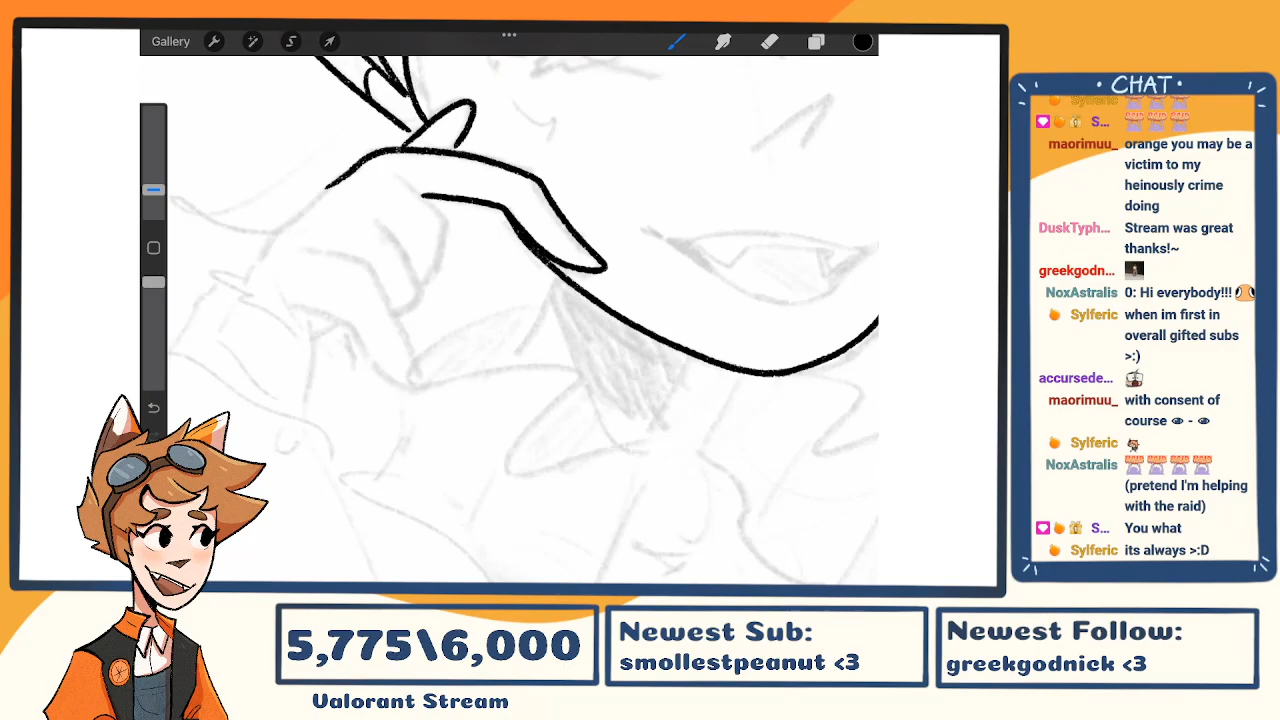 Gallery
• CHAT •
Sylferic
S...
maorimuu_ orange you may be a
victim to my
heinously crime
doing
DuskTyph... Stream was great
thanks!~
greekgodn...
NoxAstralis 0: Hi everybody!!!
Sylferic when im first in
overall gifted subs
>:)
accursede...
maorimuu_ with consent of
course 👁 - 👁
Sylferic
NoxAstralis
(pretend I'm helping
with the raid)
S... You what
Sylferic its always >:D
5,775\6,000
Valorant Stream
Newest Sub:
smollestpeanut <3
Newest Follow:
greekgodnick <3